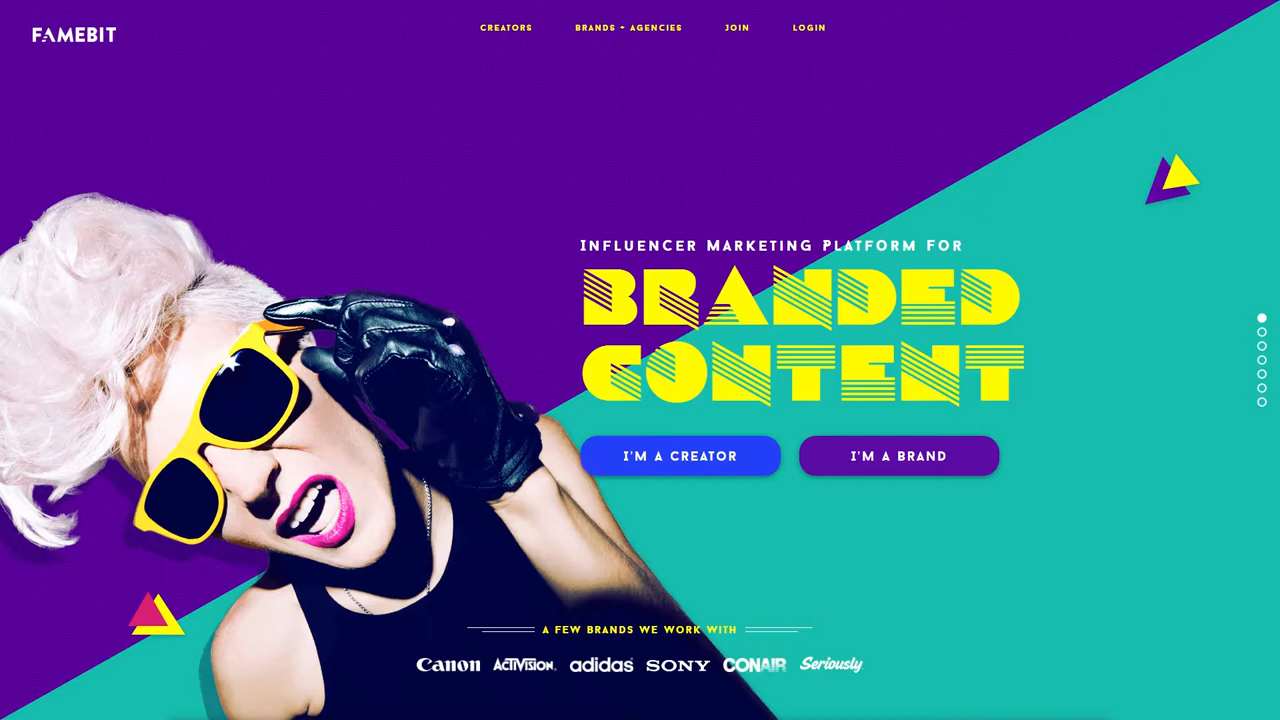 FAMEBIT
CREATORS
BRANDS + AGENCIES
JOIN
LOGIN
INFLUENCER MARKETING PLATFORM FOR
BRANDED
CONTENT
I'M A CREATOR
I'M A BRAND
A FEW BRANDS WE WORK WITH
Canon ACTIVISION adidas SONY CONAIR Seriously